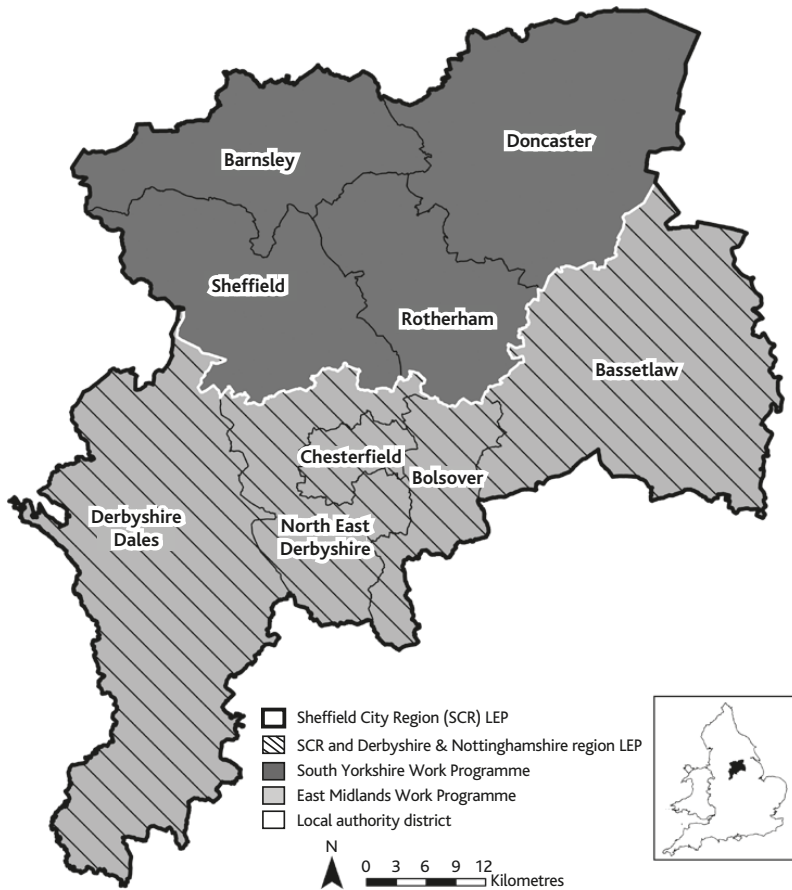 Barnsley
Doncaster
Sheffield
Rotherham
Bassetlaw
Chesterfield
Bolsover
Derbyshire
Dales
North East
Derbyshire
Sheffield City Region (SCR) LEP
SCR and Derbyshire & Nottinghamshire region LEP
South Yorkshire Work Programme
East Midlands Work Programme
Local authority district
N
0 3 6 9 12
Kilometres